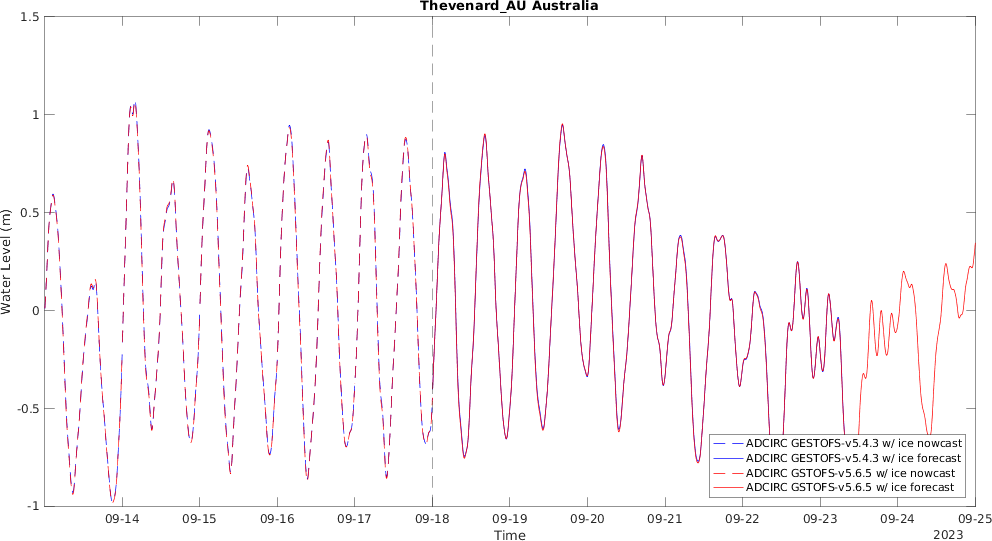 Thevenard_AU Australia
1.5
1
0.5
0
-0.5
-1
Water Level (m)
09-14
09-15
09-16
09-17
09-18
09-19
09-20
09-21
09-22
09-23
09-24
09-25
Time
2023
ADCIRC GESTOFS-v5.4.3 w/ ice nowcast
ADCIRC GESTOFS-v5.4.3 w/ ice forecast
ADCIRC GSTOFS-v5.6.5 w/ ice nowcast
ADCIRC GSTOFS-v5.6.5 w/ ice forecast